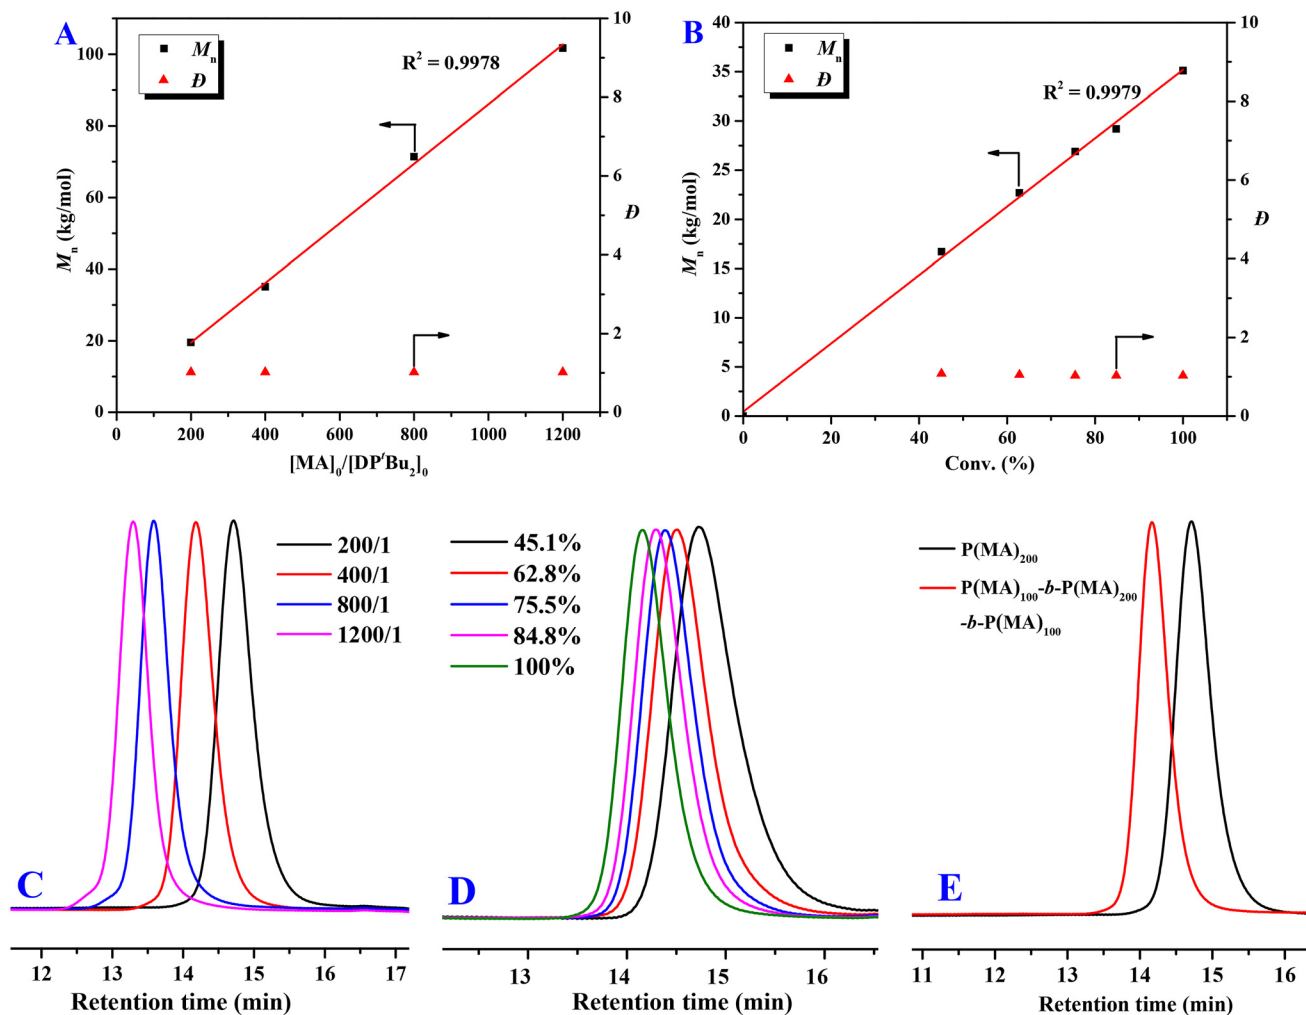 A
M_n
Đ
R² = 0.9978
M_n (kg/mol)
0
20
40
60
80
100
0
2
4
6
8
10
Đ
0 200 400 600 800 1000 1200
[MA]₀/[DPᵗBu₂]₀
B
M_n
Đ
R² = 0.9979
M_n (kg/mol)
0
5
10
15
20
25
30
35
40
0
2
4
6
8
10
Đ
0 20 40 60 80 100
Conv. (%)
200/1
400/1
800/1
1200/1
C
12 13 14 15 16 17
Retention time (min)
45.1%
62.8%
75.5%
84.8%
100%
D
13 14 15 16
Retention time (min)
P(MA)₂₀₀
P(MA)₁₀₀-b-P(MA)₂₀₀
-b-P(MA)₁₀₀
E
11 12 13 14 15 16
Retention time (min)